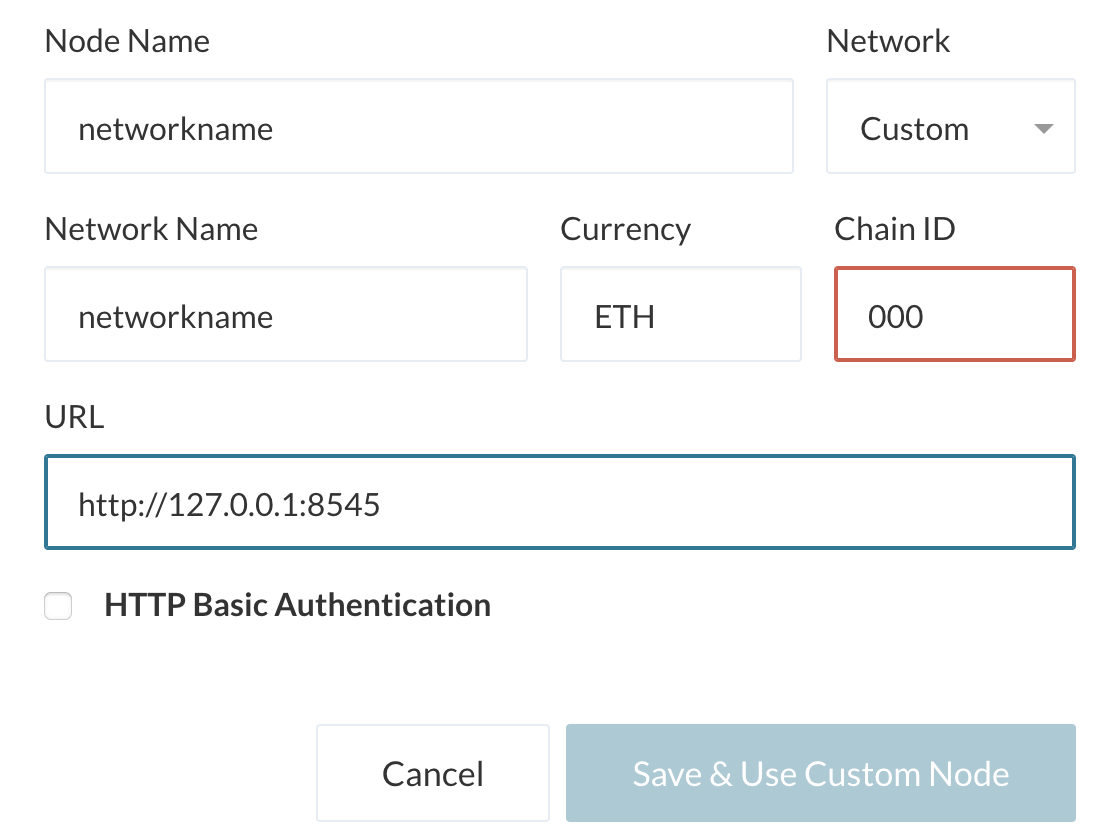 Node Name Network
networkname Custom
Network Name Currency Chain ID
networkname ETH 000
URL
http://127.0.0.1:8545
HTTP Basic Authentication
Cancel Save & Use Custom Node